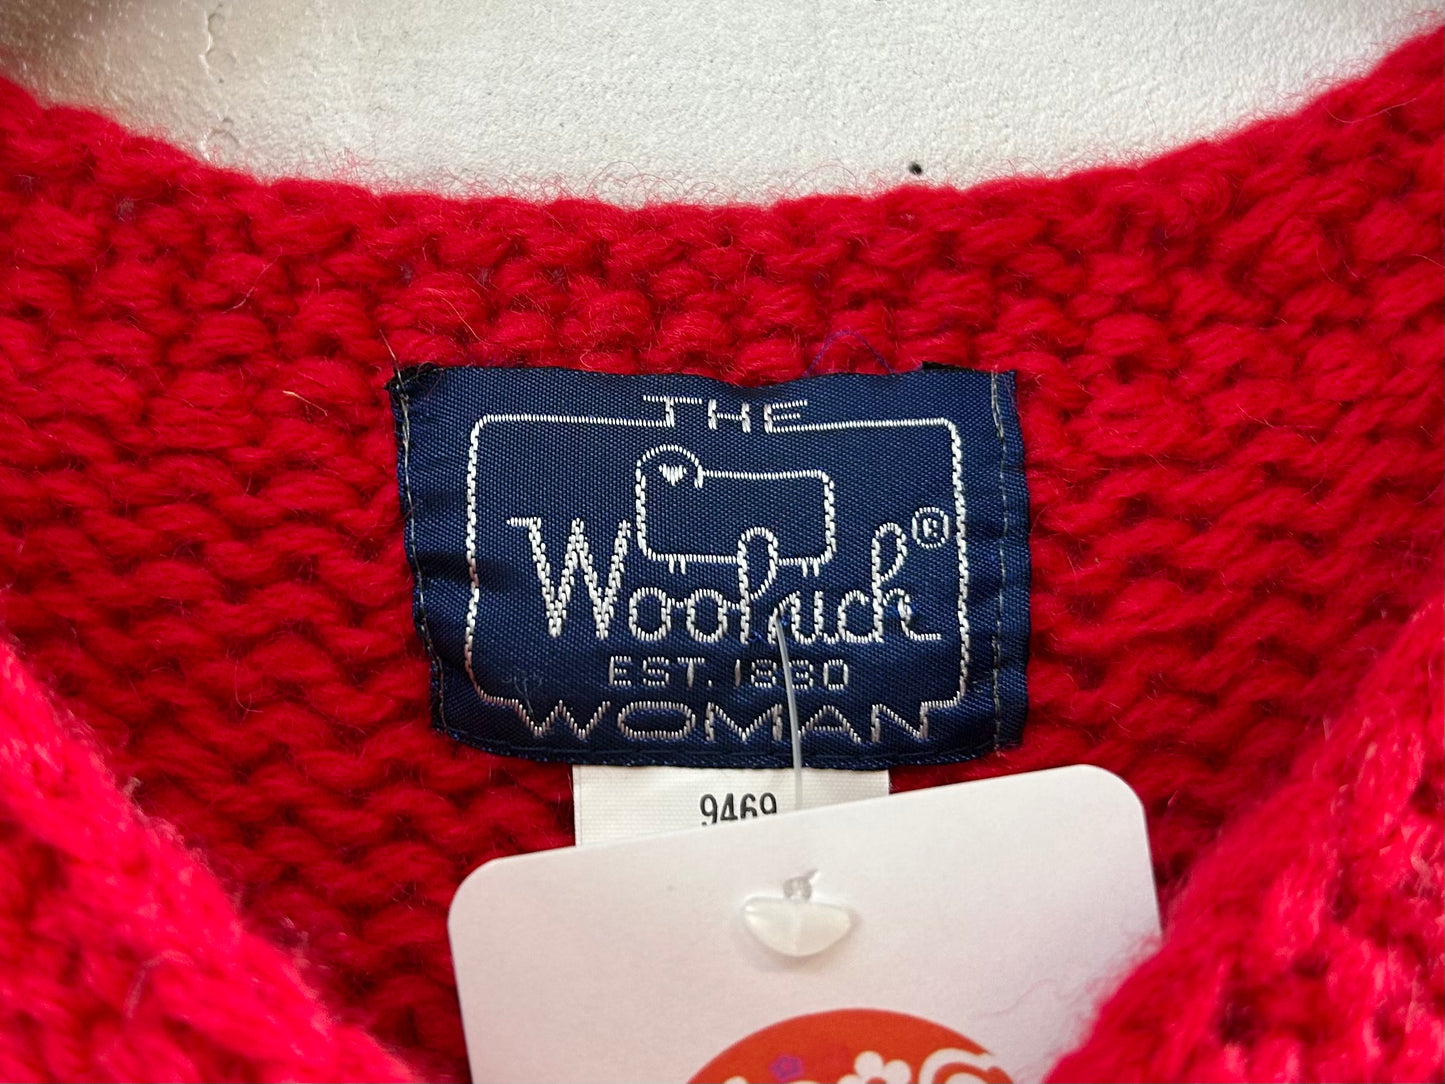 THE
Woolrich®
EST. 1830
WOMAN
9469